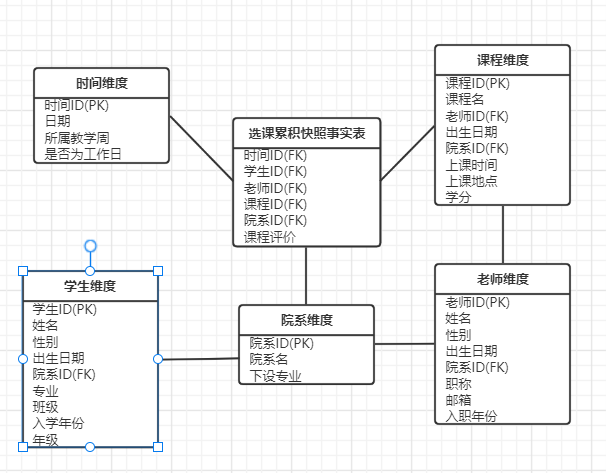 时间维度
时间ID(PK)
日期
所属教学周
是否为工作日
选课累积快照事实表
时间ID(FK)
学生ID(FK)
老师ID(FK)
课程ID(FK)
院系ID(FK)
课程评价
课程维度
课程ID(PK)
课程名
老师ID(FK)
出生日期
院系ID(FK)
上课时间
上课地点
学分
学生维度
学生ID(PK)
姓名
性别
出生日期
院系ID(FK)
专业
班级
入学年份
年级
院系维度
院系ID(PK)
院系名
下设专业
老师维度
老师ID(PK)
姓名
性别
出生日期
院系ID(FK)
职称
邮箱
入职年份